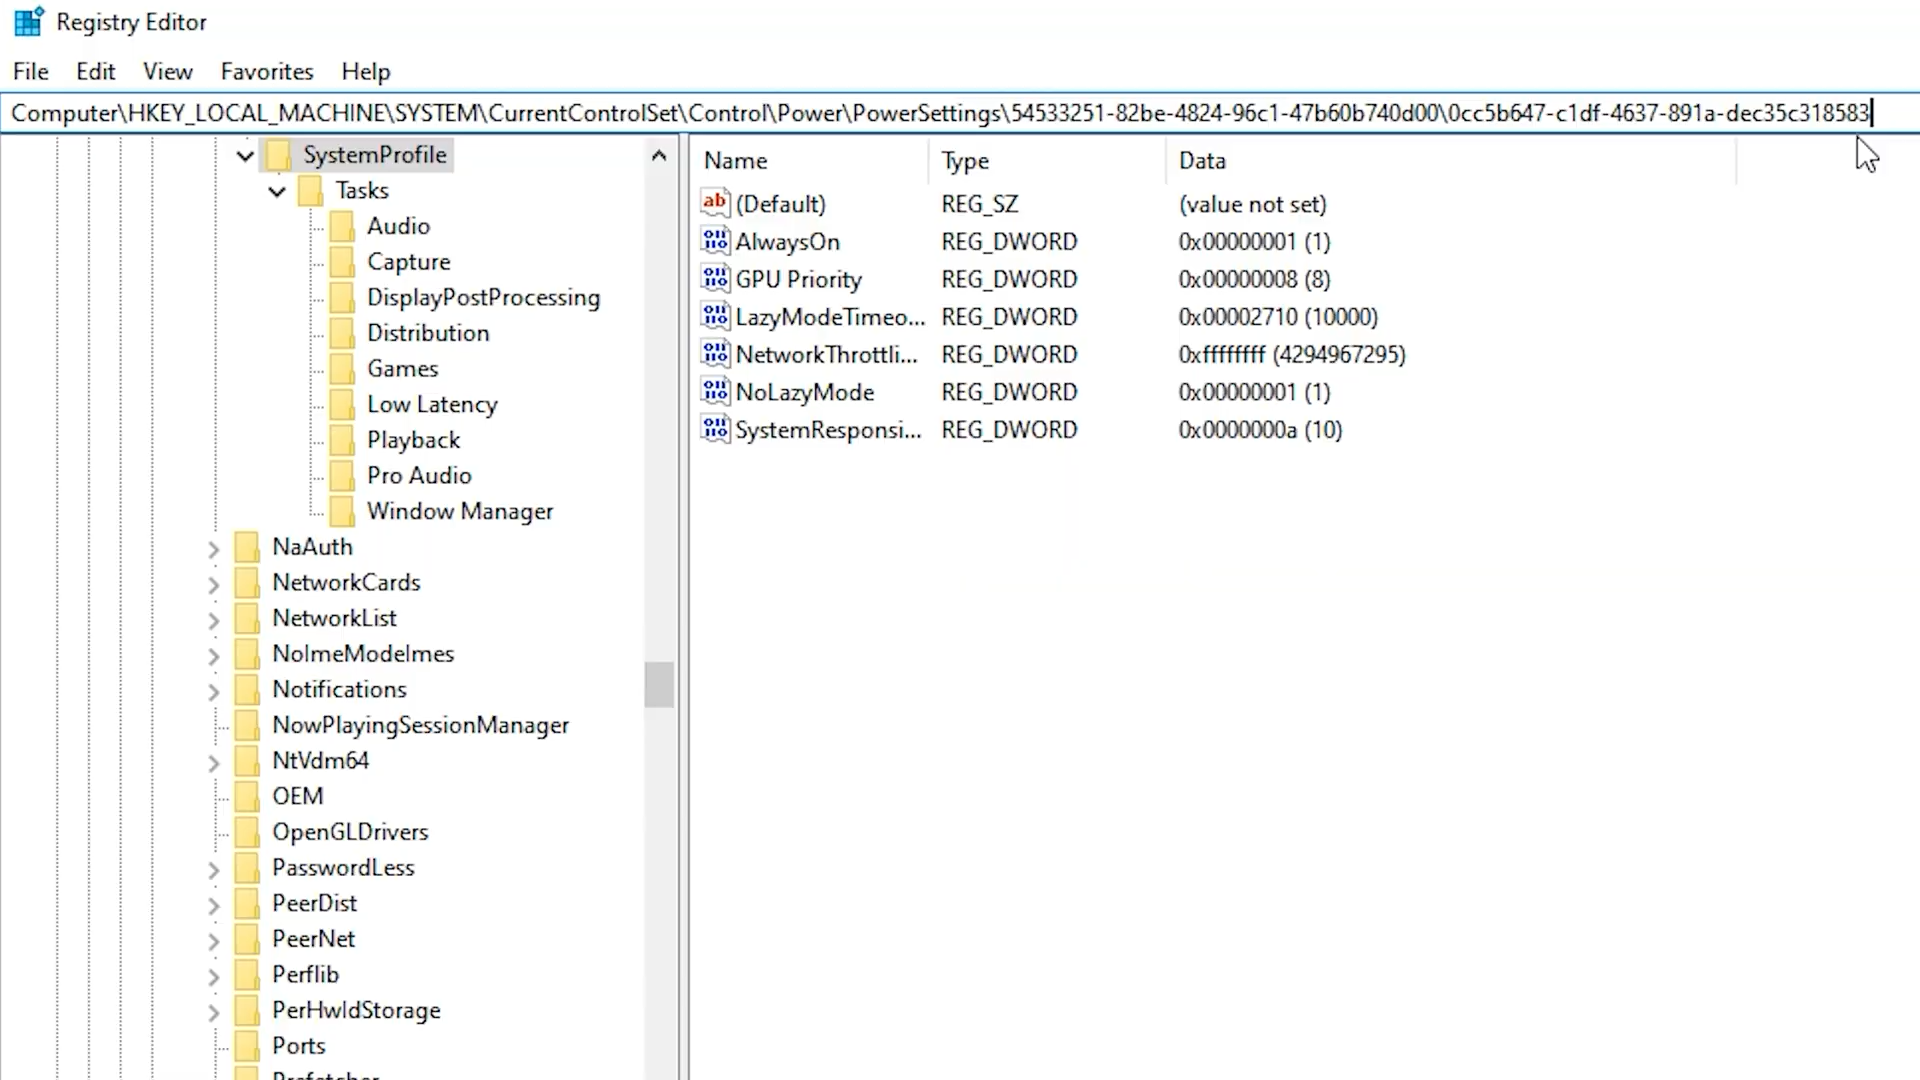 Registry Editor
File Edit View Favorites Help
Computer\HKEY_LOCAL_MACHINE\SYSTEM\CurrentControlSet\Control\Power\PowerSettings\54533251-82be-4824-96c1-47b60b740d00\0cc5b647-c1df-4637-891a-dec35c318583
SystemProfile
Tasks
Audio
Capture
DisplayPostProcessing
Distribution
Games
Low Latency
Playback
Pro Audio
Window Manager
NaAuth
NetworkCards
NetworkList
NoImeModeImes
Notifications
NowPlayingSessionManager
NtVdm64
OEM
OpenGLDrivers
PasswordLess
PeerDist
PeerNet
Perflib
PerHwIdStorage
Ports
Prefetcher
Name Type Data
(Default) REG_SZ (value not set)
AlwaysOn REG_DWORD 0x00000001 (1)
GPU Priority REG_DWORD 0x00000008 (8)
LazyModeTimeo... REG_DWORD 0x00002710 (10000)
NetworkThrottli... REG_DWORD 0xffffffff (4294967295)
NoLazyMode REG_DWORD 0x00000001 (1)
SystemResponsi... REG_DWORD 0x0000000a (10)